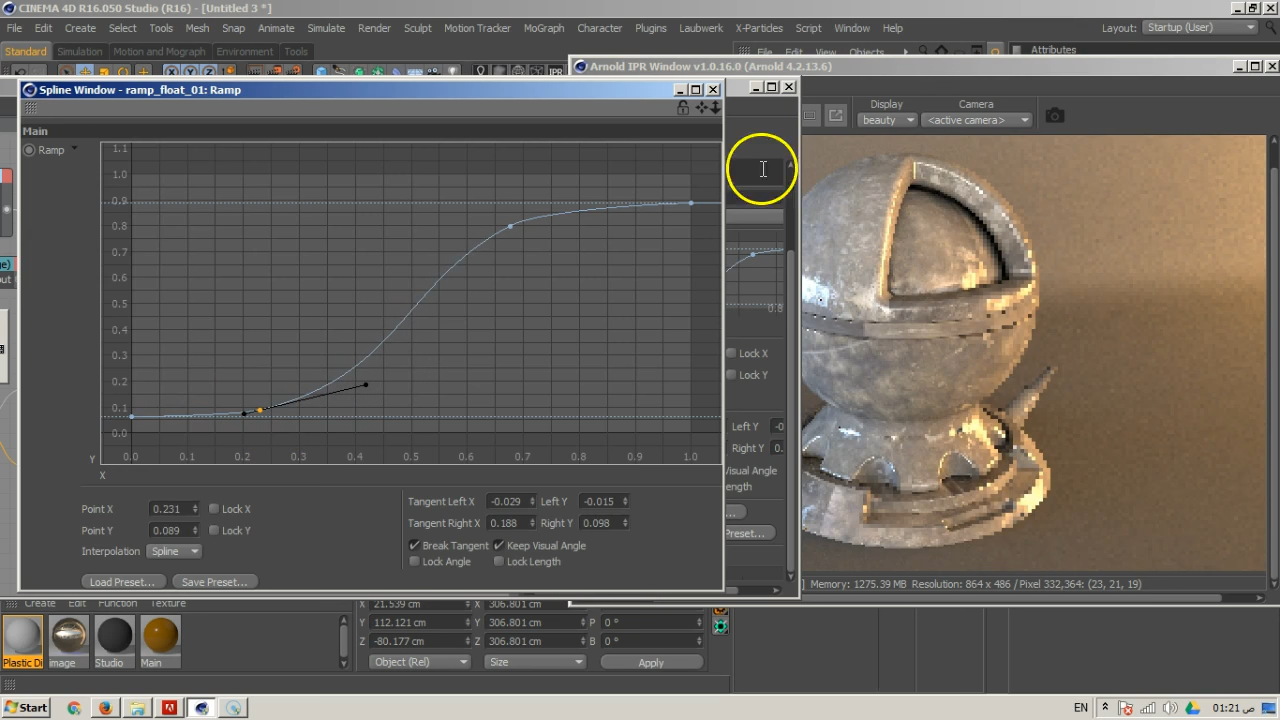 CINEMA 4D R16.050 Studio (R16) - [Untitled 3 *]
File Edit Create Select Tools Mesh Snap Animate Simulate Render Sculpt Motion Tracker MoGraph Character Plugins Laubwerk X-Particles Script Window Help
Layout: Startup (User)
Standard Simulation Motion and Mograph Environment Tools
File Edit View Objects
Attributes
IPR
Arnold IPR Window v1.0.16.0 (Arnold 4.2.13.6)
Spline Window - ramp_float_01: Ramp
Display Camera
beauty <active camera>
Main
Ramp
1.1
1.0
0.9
0.8
0.7
0.6
0.5
0.4
0.3
0.2
0.1
0.0
Y 0.0 0.1 0.2 0.3 0.4 0.5 0.6 0.7 0.8 0.9 1.0
X
0.8
Lock X
Lock Y
Left Y -0
Right Y 0.
Visual Angle
ength
...
Preset...
Point X 0.231 Lock X
Point Y 0.089 Lock Y
Interpolation Spline
Tangent Left X -0.029 Left Y -0.015
Tangent Right X 0.188 Right Y 0.098
Break Tangent Keep Visual Angle
Lock Angle Lock Length
Load Preset... Save Preset...
] Memory: 1275.39 MB Resolution: 864 x 486 / Pixel 332,364: (23, 21, 19)
Create Edit Function Texture
X 21.539 cm X 306.801 cm
Y 112.121 cm Y 306.801 cm P 0 °
Z -80.177 cm Z 306.801 cm B 0 °
Object (Rel) Size Apply
Plastic Di image Studio Main
Start
EN 01:21 ص